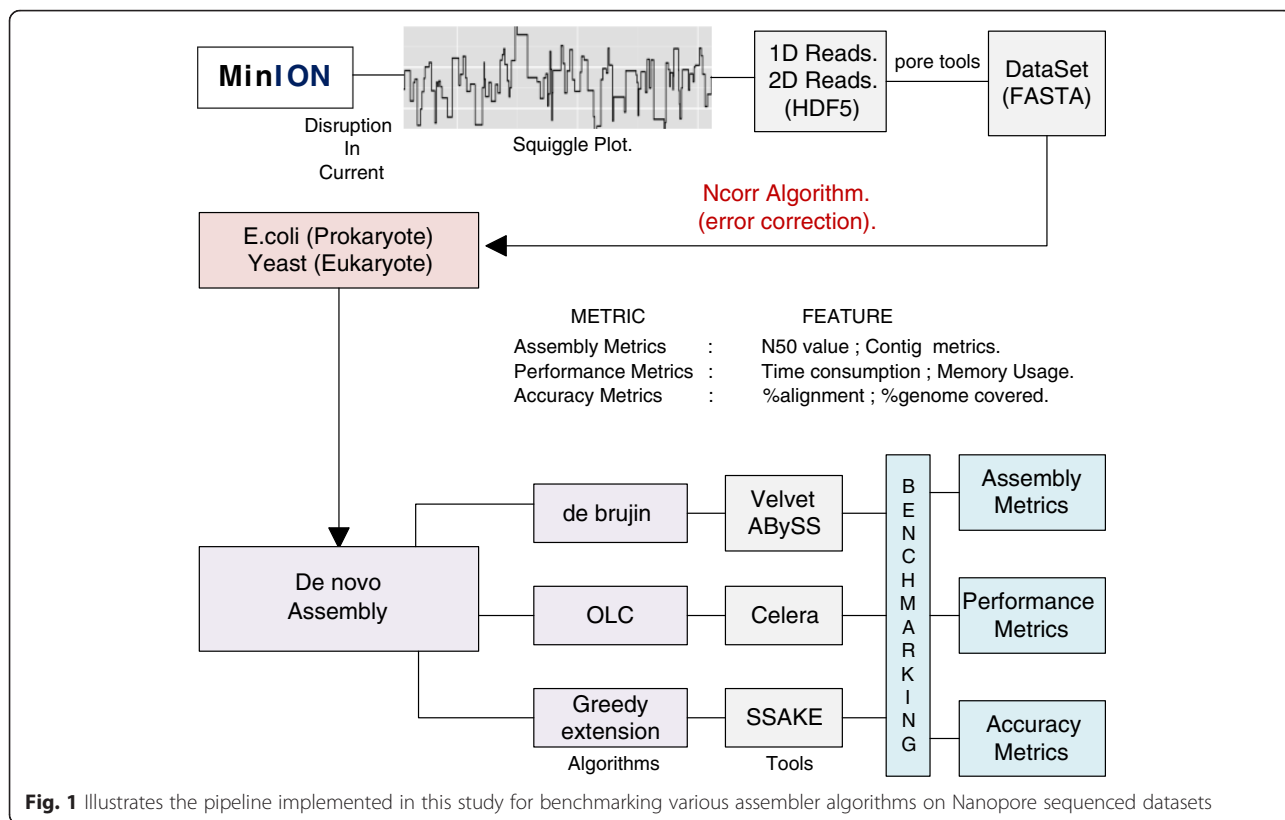 MinION
Disruption
In
Current
Squiggle Plot.
1D Reads.
2D Reads.
(HDF5)
pore tools
DataSet
(FASTA)
Ncorr Algorithm.
(error correction).
E.coli (Prokaryote)
Yeast (Eukaryote)
METRIC FEATURE
Assembly Metrics : N50 value ; Contig metrics.
Performance Metrics : Time consumption ; Memory Usage.
Accuracy Metrics : %alignment ; %genome covered.
De novo
Assembly
de brujin
OLC
Greedy
extension
Algorithms
Velvet
ABySS
Celera
SSAKE
Tools
B
E
N
C
H
M
A
R
K
I
N
G
Assembly
Metrics
Performance
Metrics
Accuracy
Metrics
Fig. 1 Illustrates the pipeline implemented in this study for benchmarking various assembler algorithms on Nanopore sequenced datasets